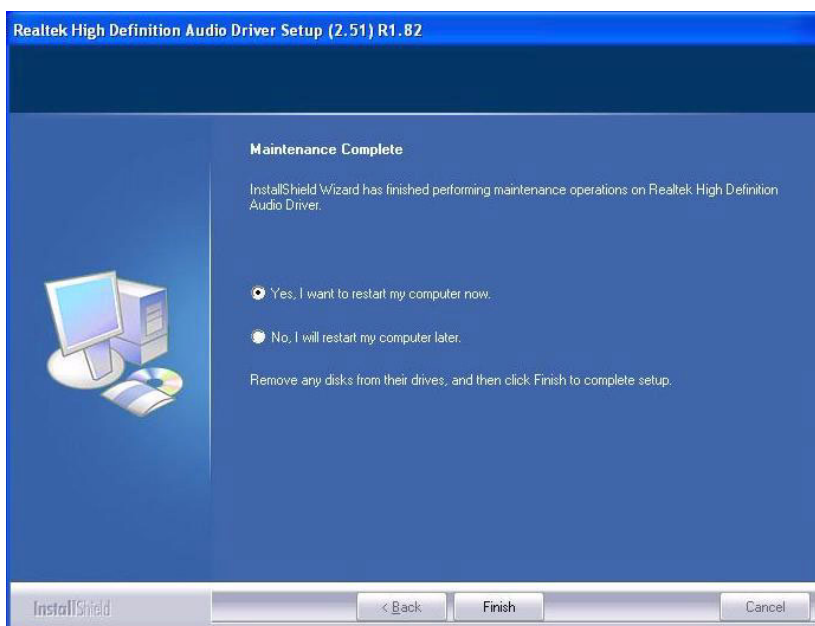 Realtek High Definition Audio Driver Setup (2.51) R1.82
Maintenance Complete
InstallShield Wizard has finished performing maintenance operations on Realtek High Definition
Audio Driver.
Yes, I want to restart my computer now.
No, I will restart my computer later.
Remove any disks from their drives, and then click Finish to complete setup.
InstallShield
< Back
Finish
Cancel